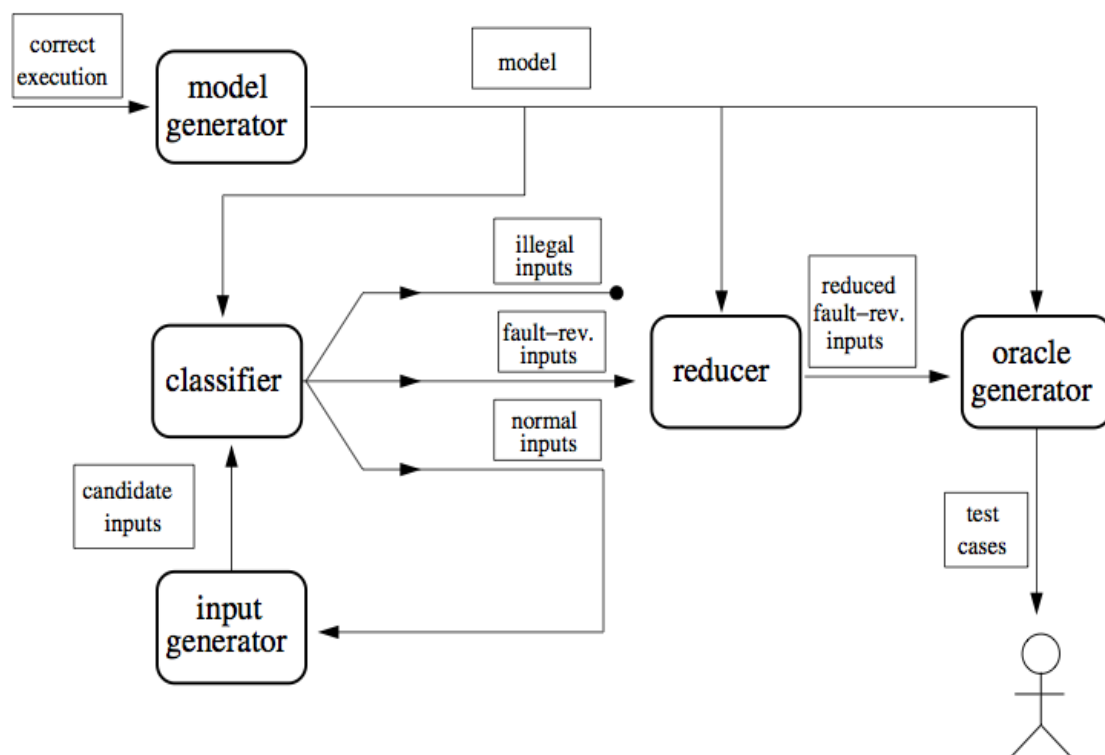 correct
execution
model
generator
model
illegal
inputs
fault-rev.
inputs
normal
inputs
classifier
reducer
reduced
fault-rev.
inputs
oracle
generator
candidate
inputs
input
generator
test
cases